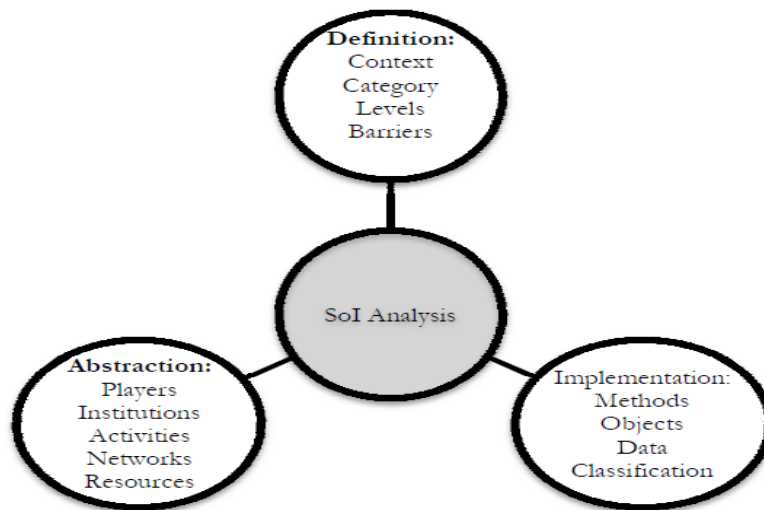 Definition:
Context
Category
Levels
Barriers
SoI Analysis
Abstraction:
Players
Institutions
Activities
Networks
Resources
Implementation:
Methods
Objects
Data
Classification